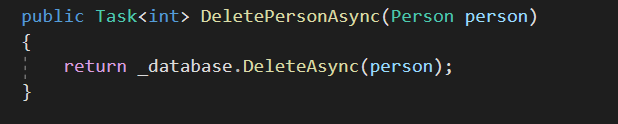 public Task<int> DeletePersonAsync(Person person)
{
    return _database.DeleteAsync(person);
}